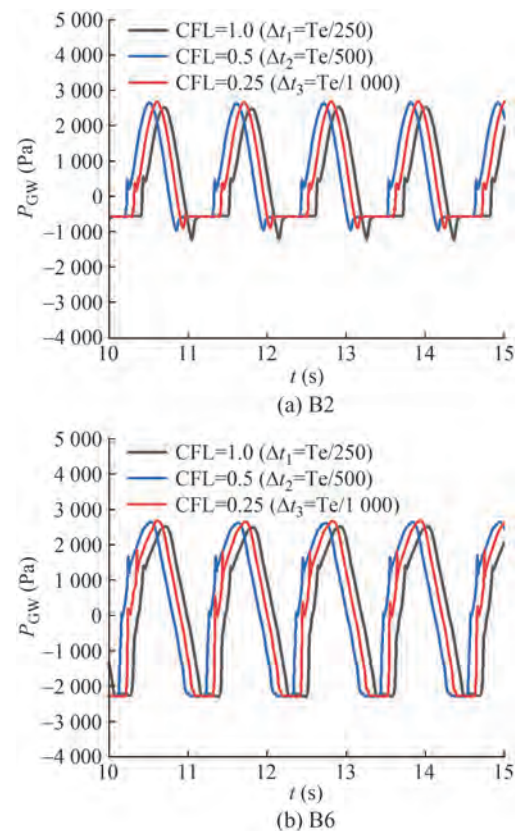 CFL=1.0 (Δt₁=Te/250)
CFL=0.5 (Δt₂=Te/500)
CFL=0.25 (Δt₃=Te/1 000)
5 000
4 000
3 000
2 000
1 000
0
−1 000
−2 000
−3 000
−4 000
P_GW (Pa)
10 11 12 13 14 15
t (s)
(a) B2
CFL=1.0 (Δt₁=Te/250)
CFL=0.5 (Δt₂=Te/500)
CFL=0.25 (Δt₃=Te/1 000)
5 000
4 000
3 000
2 000
1 000
0
−1 000
−2 000
−3 000
−4 000
P_GW (Pa)
10 11 12 13 14 15
t (s)
(b) B6